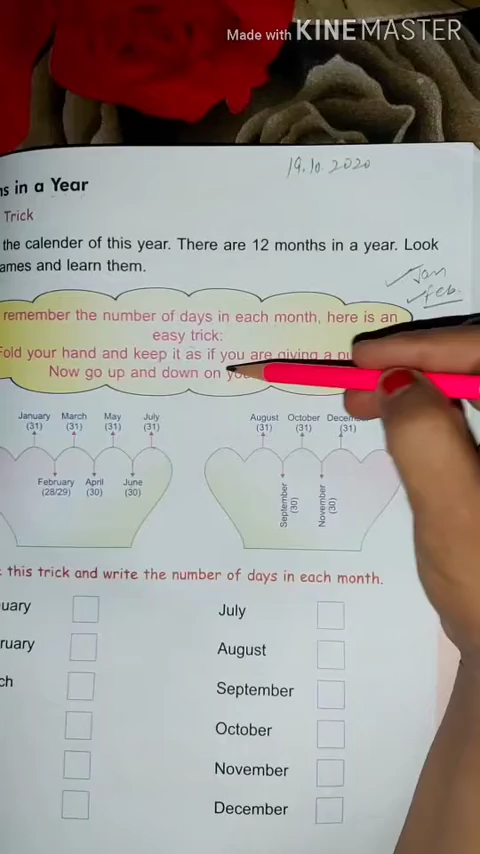 Made with KINEMASTER
19.10.2020
ns in a Year
Trick
the calender of this year. There are 12 months in a year. Look
ames and learn them.
Jan
Feb.
remember the number of days in each month, here is an
easy trick:
Fold your hand and keep it as if you are giving a pu
Now go up and down on yo
January March May July
(31) (31) (31) (31)
February April June
(28/29) (30) (30)
August October Decem
(31) (31) (31)
September (30)
November (30)
this trick and write the number of days in each month.
uary
ruary
ch
July
August
September
October
November
December